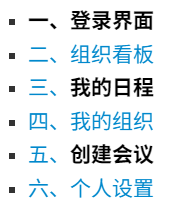 一、登录界面
二、组织看板
三、我的日程
四、我的组织
五、创建会议
六、个人设置